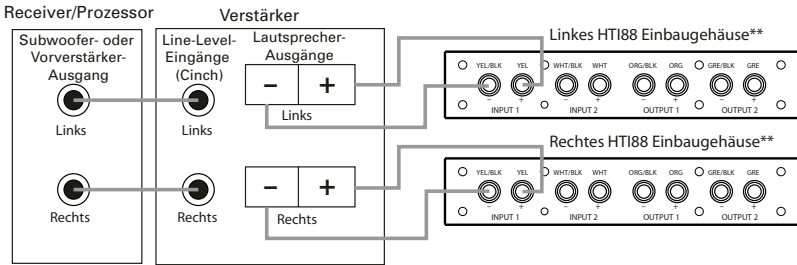 Receiver/Prozessor
Verstärker
Subwoofer- oder
Vorverstärker-
Ausgang
Links
Rechts
Line-Level-
Eingänge
(Cinch)
Links
Rechts
Lautsprecher-
Ausgänge
– +
Links
– +
Rechts
Linkes HTI88 Einbaugehäuse**
YEL/BLK YEL WHT/BLK WHT ORG/BLK ORG GRE/BLK GRE
– + – + – + – +
INPUT 1 INPUT 2 OUTPUT 1 OUTPUT 2
Rechtes HTI88 Einbaugehäuse**
YEL/BLK YEL WHT/BLK WHT ORG/BLK ORG GRE/BLK GRE
– + – + – + – +
INPUT 1 INPUT 2 OUTPUT 1 OUTPUT 2